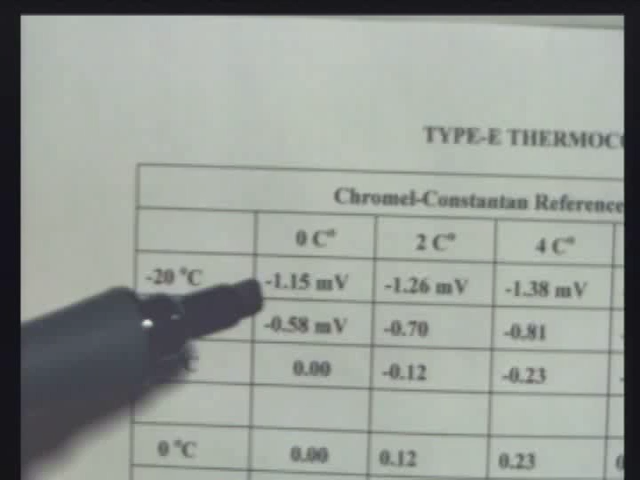 TYPE-E
Chromel-Constantan Reference
0 C° 2 C° 4 C°
-20 °C -1.15 mV -1.26 mV -1.38 mV
-0.58 mV -0.70 -0.81
0.00 -0.12 -0.23
0 °C 0.00 0.12 0.23